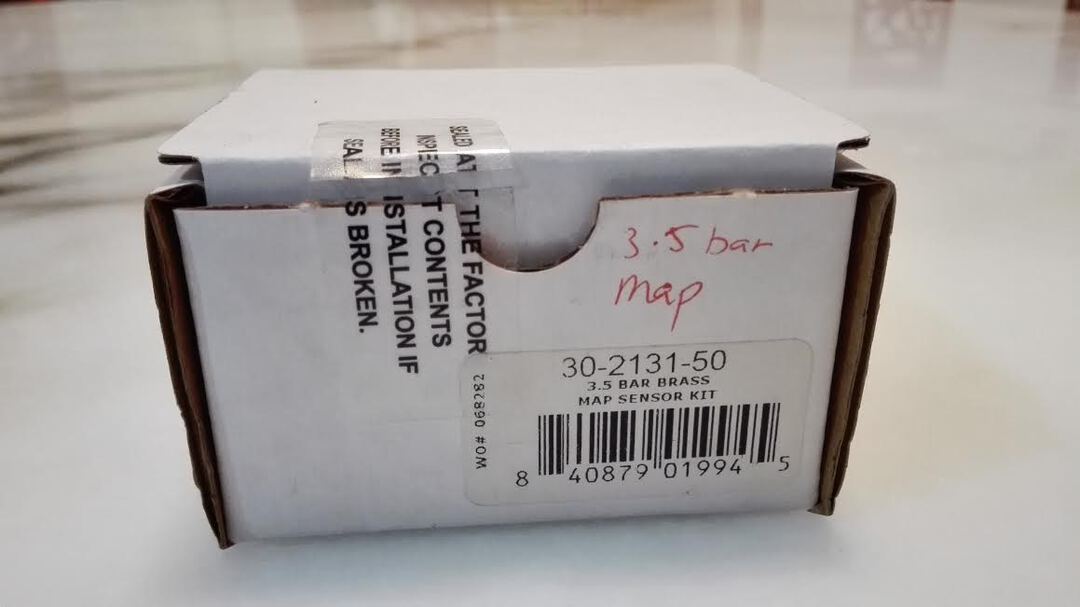 SEALED AT THE FACTOR
INSPECT CONTENTS
BEFORE INSTALLATION IF
SEAL IS BROKEN.
3.5 bar
map
30-2131-50
3.5 BAR BRASS
MAP SENSOR KIT
WO# 068282
8 40879 01994 5